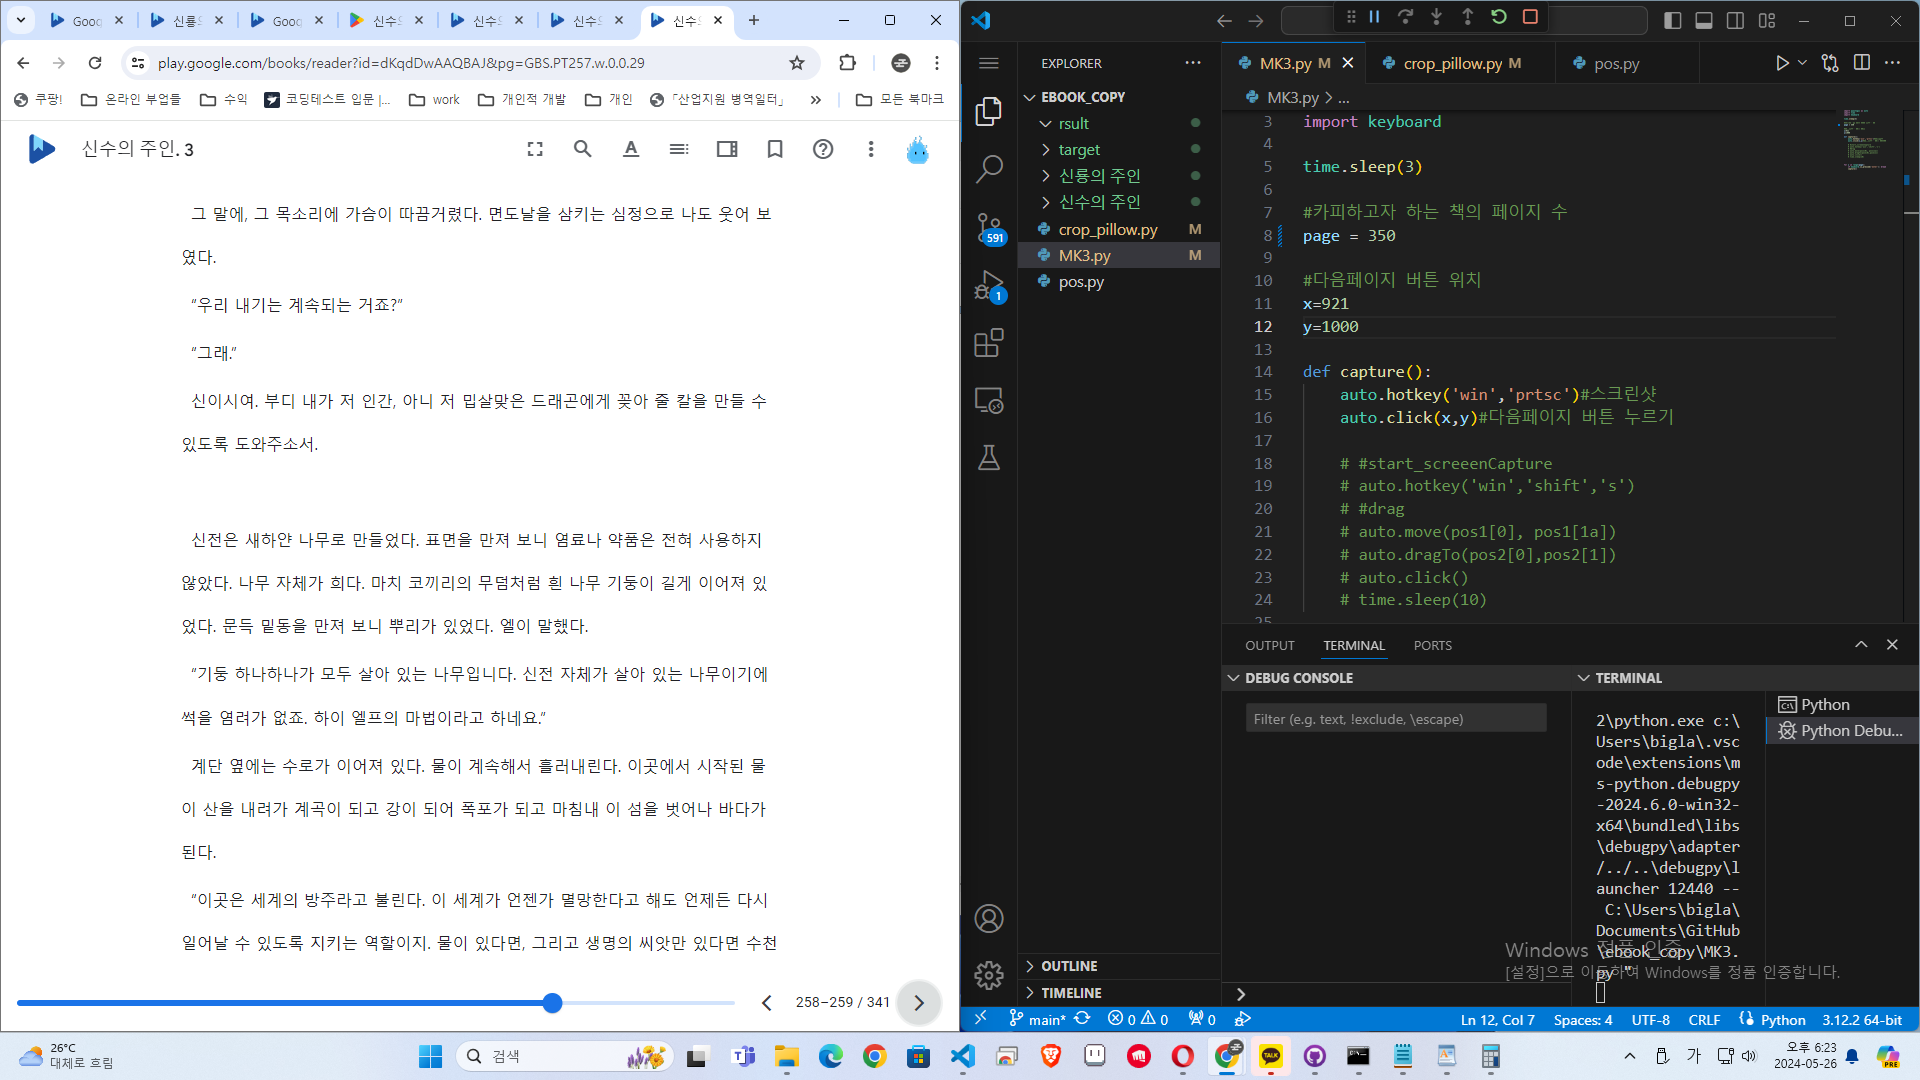 Goo
신룡으
Goo
신수으
신수으
신수으
신수으
play.google.com/books/reader?id=dKqdDwAAQBAJ&pg=GBS.PT257.w.0.0.29
쿠팡!
온라인 부업들
수익
코딩테스트 입문 |...
work
개인적 개발
개인
「산업지원 병역일터」
»
모든 북마크
신수의 주인. 3
그 말에, 그 목소리에 가슴이 따끔거렸다. 면도날을 삼키는 심정으로 나도 웃어 보
였다.
“우리 내기는 계속되는 거죠?”
“그래.”
신이시여. 부디 내가 저 인간, 아니 저 밉살맞은 드래곤에게 꽂아 줄 칼을 만들 수
있도록 도와주소서.
신전은 새하얀 나무로 만들었다. 표면을 만져 보니 염료나 약품은 전혀 사용하지
않았다. 나무 자체가 희다. 마치 코끼리의 무덤처럼 흰 나무 기둥이 길게 이어져 있
었다. 문득 밑동을 만져 보니 뿌리가 있었다. 엘이 말했다.
“기둥 하나하나가 모두 살아 있는 나무입니다. 신전 자체가 살아 있는 나무이기에
썩을 염려가 없죠. 하이 엘프의 마법이라고 하네요.”
계단 옆에는 수로가 이어져 있다. 물이 계속해서 흘러내린다. 이곳에서 시작된 물
이 산을 내려가 계곡이 되고 강이 되어 폭포가 되고 마침내 이 섬을 벗어나 바다가
된다.
“이곳은 세계의 방주라고 불린다. 이 세계가 언젠가 멸망한다고 해도 언제든 다시
일어날 수 있도록 지키는 역할이지. 물이 있다면, 그리고 생명의 씨앗만 있다면 수천
258–259 / 341
EXPLORER
EBOOK_COPY
rsult
target
신룡의 주인
신수의 주인
crop_pillow.py M
MK3.py M
pos.py
591
1
OUTLINE
TIMELINE
MK3.py M
crop_pillow.py M
pos.py
MK3.py > ...
3 import keyboard
4
5 time.sleep(3)
6
7 #카피하고자 하는 책의 페이지 수
8 page = 350
9
10 #다음페이지 버튼 위치
11 x=921
12 y=1000
13
14 def capture():
15 auto.hotkey('win','prtsc')#스크린샷
16 auto.click(x,y)#다음페이지 버튼 누르기
17
18 # #start_screeenCapture
19 # auto.hotkey('win','shift','s')
20 # #drag
21 # auto.move(pos1[0], pos1[1a])
22 # auto.dragTo(pos2[0],pos2[1])
23 # auto.click()
24 # time.sleep(10)
25
OUTPUT
TERMINAL
PORTS
DEBUG CONSOLE
Filter (e.g. text, !exclude, \escape)
TERMINAL
2\python.exe c:\
Users\bigla\.vsc
ode\extensions\m
s-python.debugpy
-2024.6.0-win32-
x64\bundled\libs
\debugpy\adapter
/../..\debugpy\l
auncher 12440 --
C:\Users\bigla\
Documents\GitHub
\ebook_copy\MK3.
py "
Python
Python Debu...
Windows 정품 인증
[설정]으로 이동하여 Windows를 정품 인증합니다.
main*
0
0
0
Ln 12, Col 7
Spaces: 4
UTF-8
CRLF
Python
3.12.2 64-bit
26°C
대체로 흐림
검색
TALK
가
오후 6:23
2024-05-26
PRE